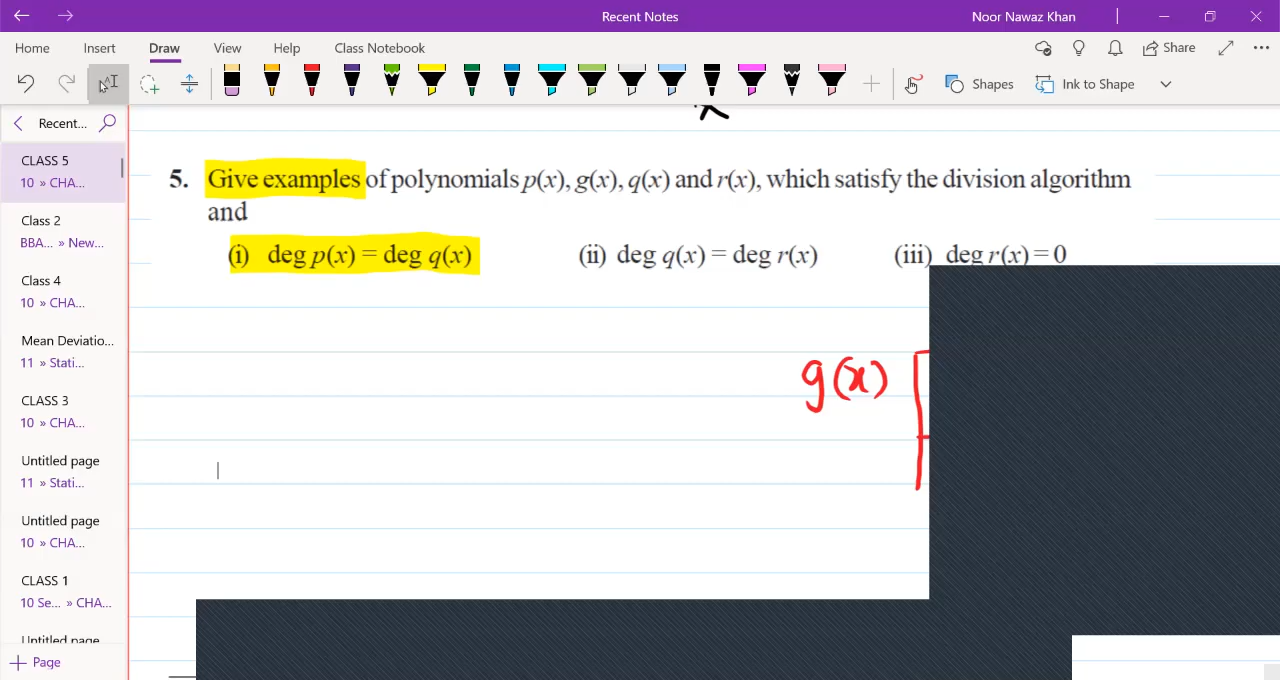 Recent Notes
Noor Nawaz Khan
Home Insert Draw View Help Class Notebook
Share
Shapes
Ink to Shape
Recent...
CLASS 5
10 » CHA...
Class 2
BBA... » New...
Class 4
10 » CHA...
Mean Deviatio...
11 » Stati...
CLASS 3
10 » CHA...
Untitled page
11 » Stati...
Untitled page
10 » CHA...
CLASS 1
10 Se... » CHA...
Untitled page
Page
5. Give examples of polynomials p(x), g(x), q(x) and r(x), which satisfy the division algorithm
and
(i) deg p(x) = deg q(x) (ii) deg q(x) = deg r(x) (iii) deg r(x) = 0
g(x)